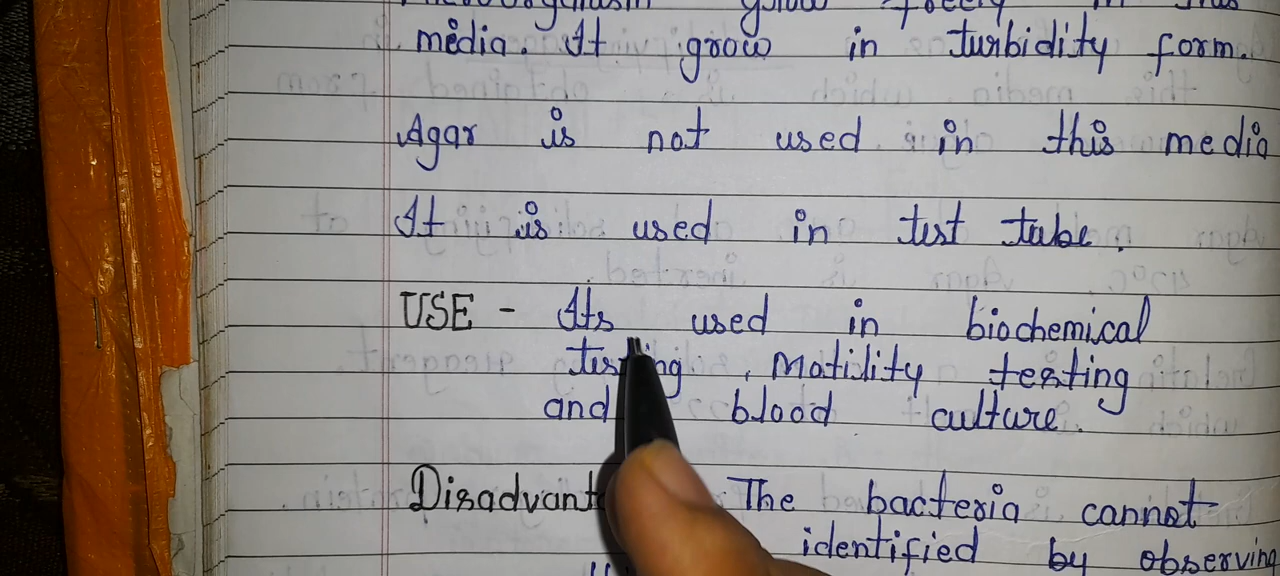 media. It grow in turbidity form.
Agar is not used in this media
It is used in test tube.
USE - Its used in biochemical
testing, Matility testing
and blood culture.
Disadvant The bacteria cannot
identified by observing